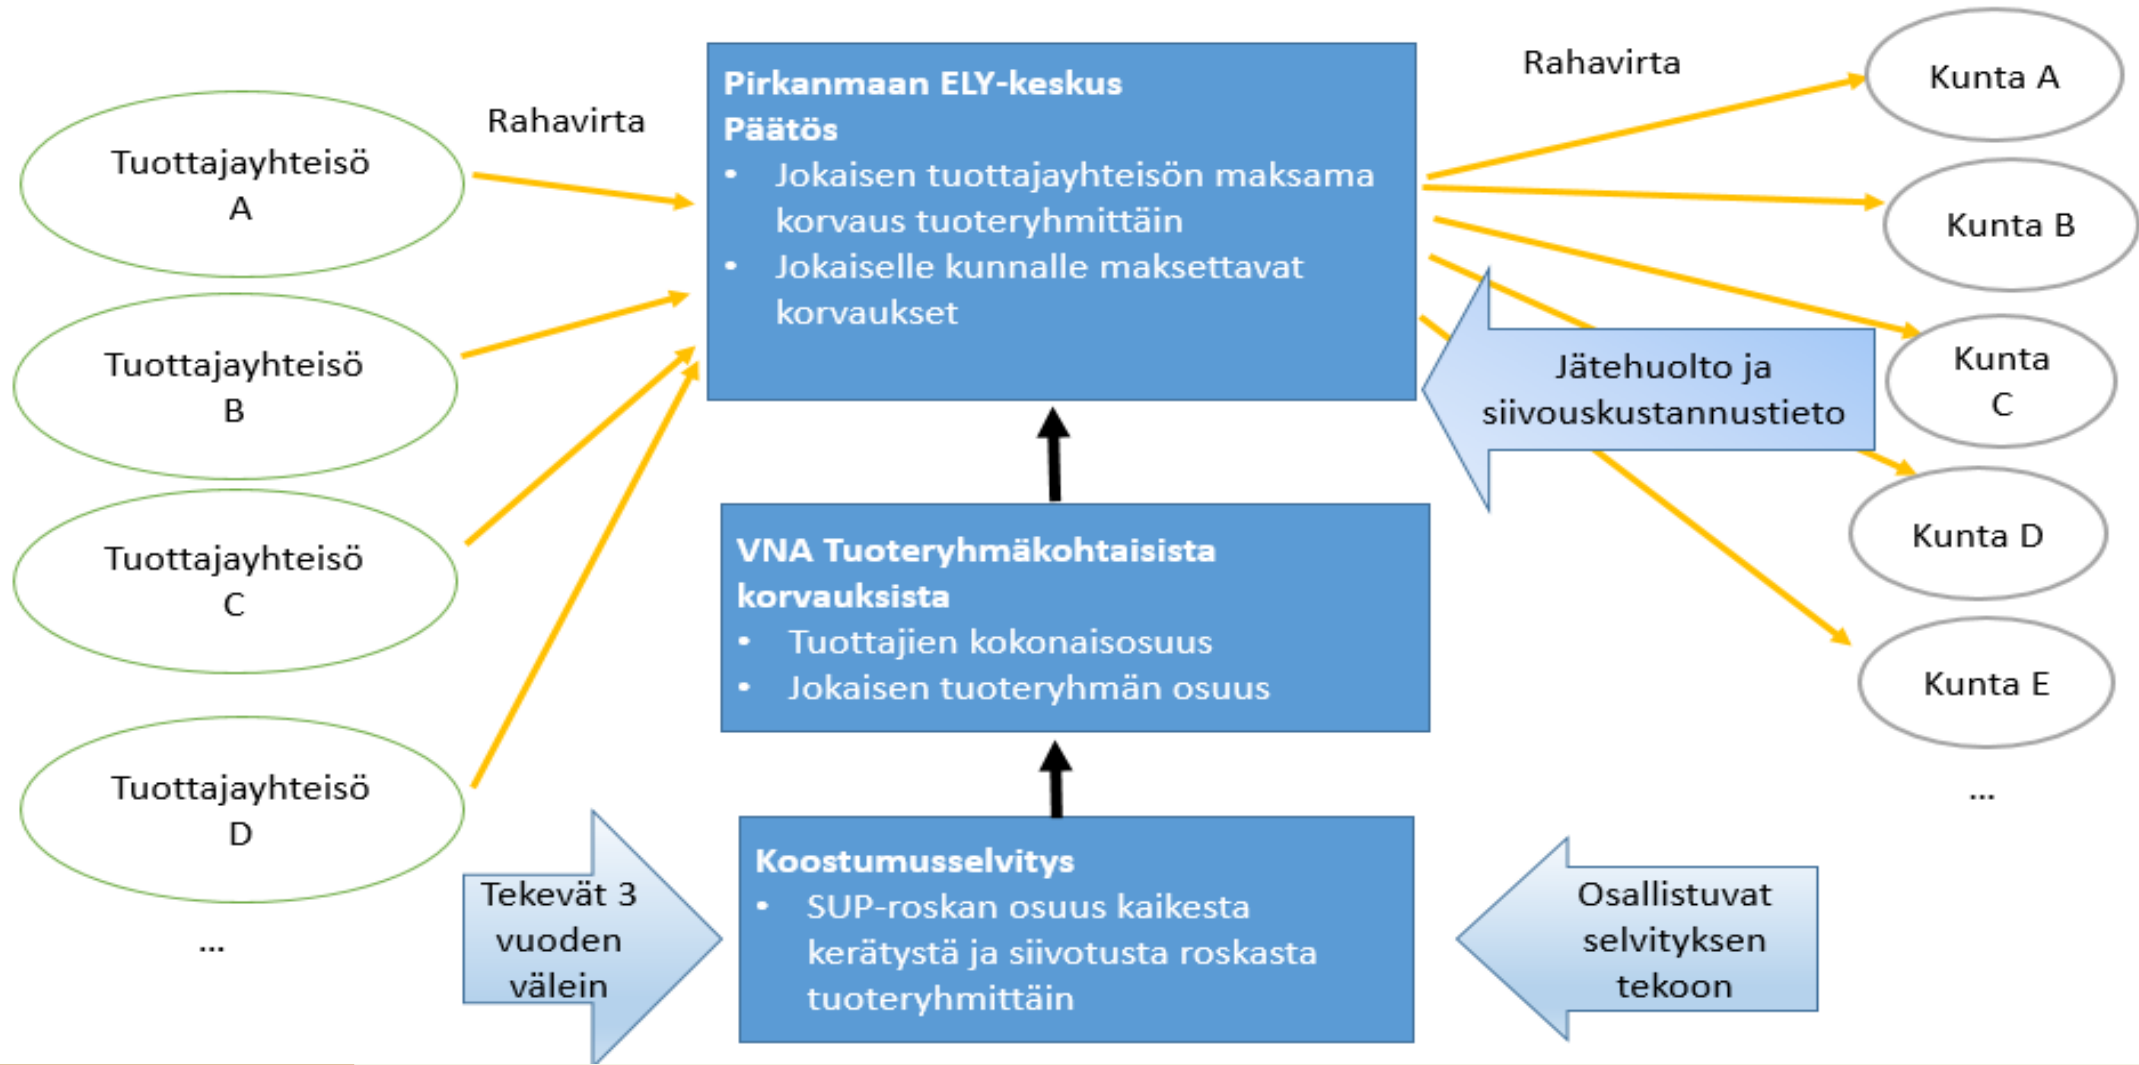 Tuottajayhteisö
A
Tuottajayhteisö
B
Tuottajayhteisö
C
Tuottajayhteisö
D
...
Rahavirta
Pirkanmaan ELY-keskus
Päätös
• Jokaisen tuottajayhteisön maksama
korvaus tuoteryhmittäin
• Jokaiselle kunnalle maksettavat
korvaukset
VNA Tuoteryhmäkohtaisista
korvauksista
• Tuottajien kokonaisosuus
• Jokaisen tuoteryhmän osuus
Tekevät 3
vuoden
välein
Koostumusselvitys
• SUP-roskan osuus kaikesta
kerätystä ja siivotusta roskasta
tuoteryhmittäin
Osallistuvat
selvityksen
tekoon
Rahavirta
Jätehuolto ja
siivouskustannustieto
Kunta A
Kunta B
Kunta
C
Kunta D
Kunta E
...